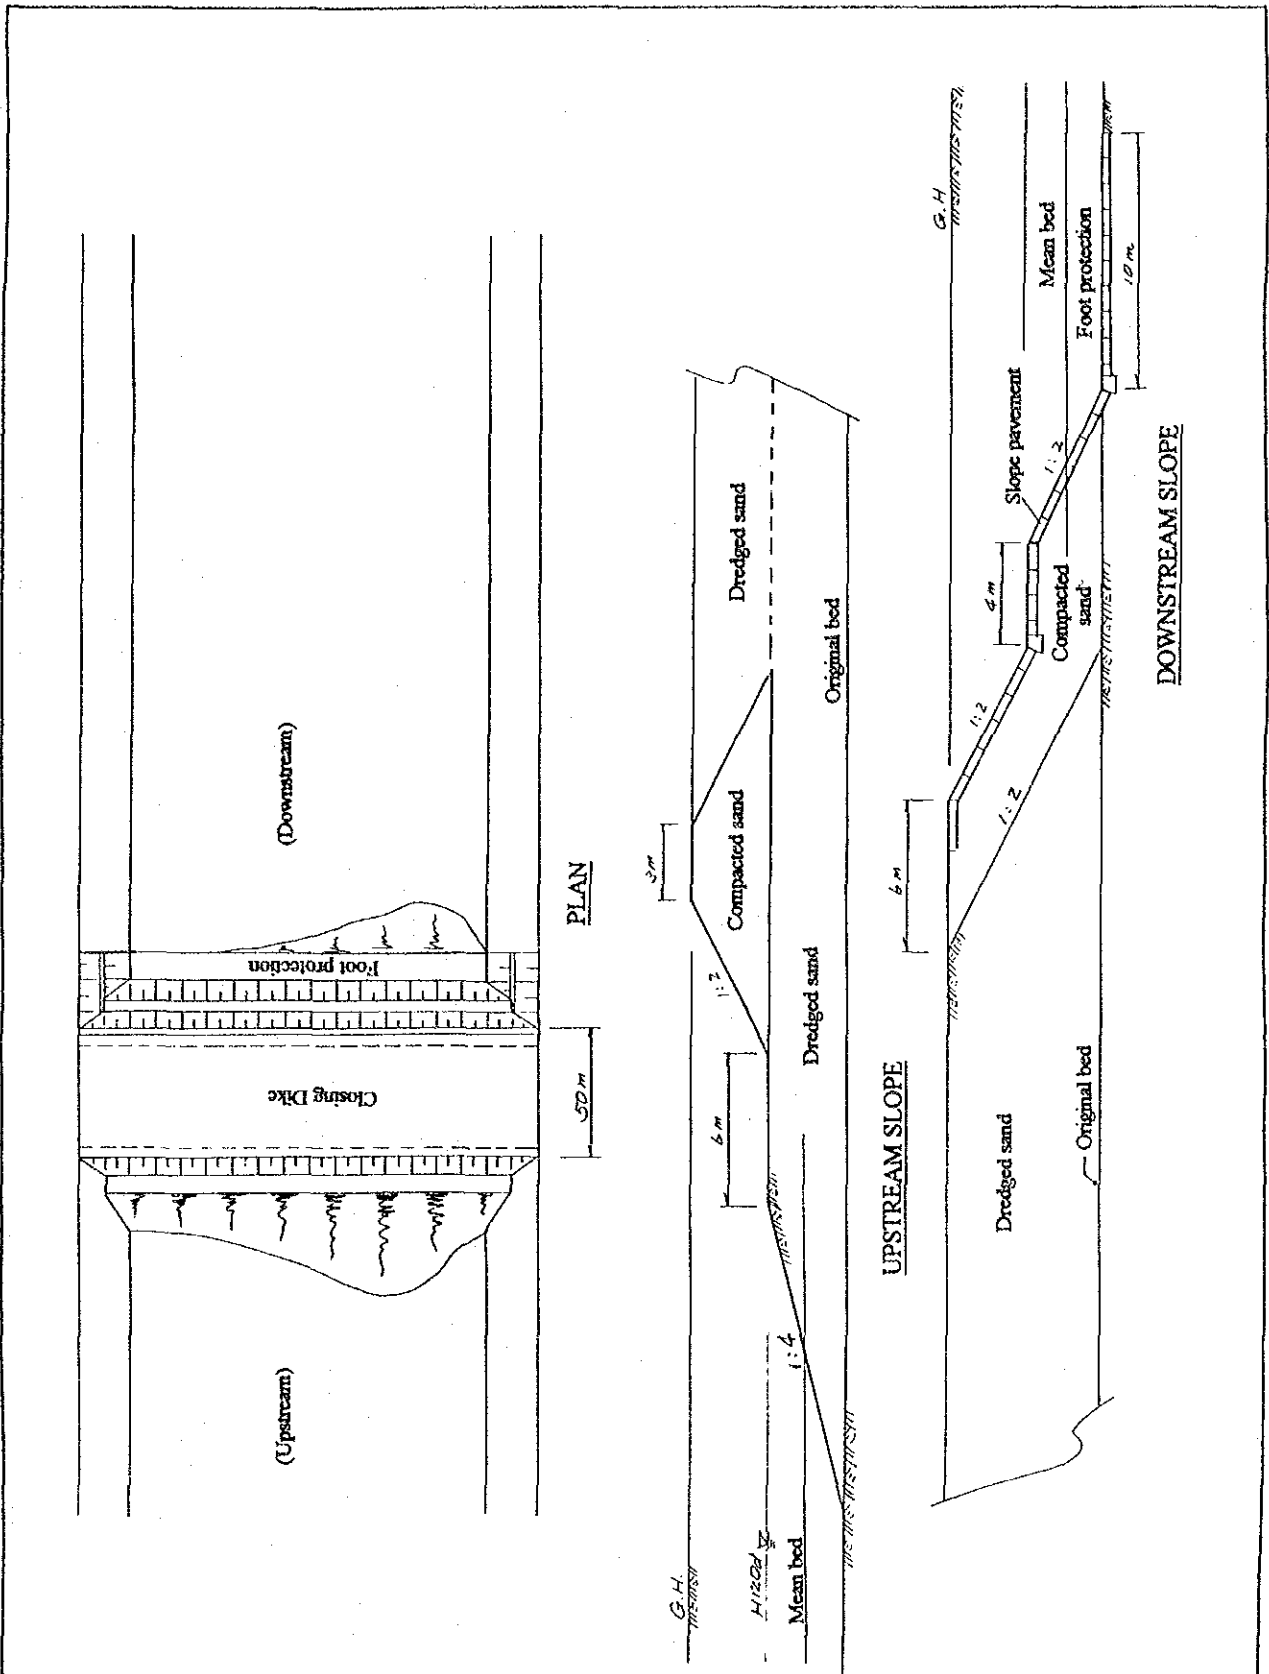 (Upstream)
(Downstream)
Closing Dike
Foot protection
50 m
PLAN
G.H.
H120d
Mean bed
1:4
6 m
1:2
3m
Compacted sand
Dredged sand
Dredged sand
Original bed
UPSTREAM SLOPE
G.H
6 m
1:2
4 m
Slope pavement
1:2
1:2
Compacted
sand
Mean bed
Foot protection
10 m
Dredged sand
Original bed
DOWNSTREAM SLOPE